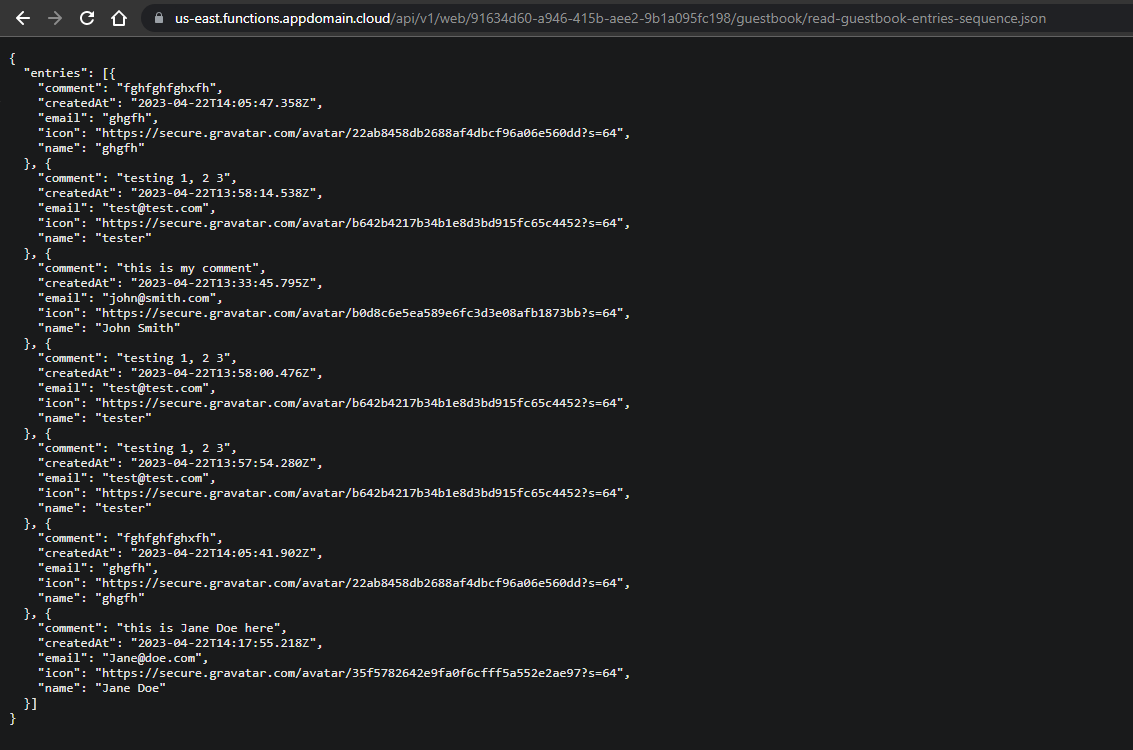 us-east.functions.appdomain.cloud/api/v1/web/91634d60-a946-415b-aee2-9b1a095fc198/guestbook/read-guestbook-entries-sequence.json
{
  "entries": [{
    "comment": "fghfghfghxfh",
    "createdAt": "2023-04-22T14:05:47.358Z",
    "email": "ghgfh",
    "icon": "https://secure.gravatar.com/avatar/22ab8458db2688af4dbcf96a06e560dd?s=64",
    "name": "ghgfh"
  }, {
    "comment": "testing 1, 2 3",
    "createdAt": "2023-04-22T13:58:14.538Z",
    "email": "test@test.com",
    "icon": "https://secure.gravatar.com/avatar/b642b4217b34b1e8d3bd915fc65c4452?s=64",
    "name": "tester"
  }, {
    "comment": "this is my comment",
    "createdAt": "2023-04-22T13:33:45.795Z",
    "email": "john@smith.com",
    "icon": "https://secure.gravatar.com/avatar/b0d8c6e5ea589e6fc3d3e08afb1873bb?s=64",
    "name": "John Smith"
  }, {
    "comment": "testing 1, 2 3",
    "createdAt": "2023-04-22T13:58:00.476Z",
    "email": "test@test.com",
    "icon": "https://secure.gravatar.com/avatar/b642b4217b34b1e8d3bd915fc65c4452?s=64",
    "name": "tester"
  }, {
    "comment": "testing 1, 2 3",
    "createdAt": "2023-04-22T13:57:54.280Z",
    "email": "test@test.com",
    "icon": "https://secure.gravatar.com/avatar/b642b4217b34b1e8d3bd915fc65c4452?s=64",
    "name": "tester"
  }, {
    "comment": "fghfghfghxfh",
    "createdAt": "2023-04-22T14:05:41.902Z",
    "email": "ghgfh",
    "icon": "https://secure.gravatar.com/avatar/22ab8458db2688af4dbcf96a06e560dd?s=64",
    "name": "ghgfh"
  }, {
    "comment": "this is Jane Doe here",
    "createdAt": "2023-04-22T14:17:55.218Z",
    "email": "Jane@doe.com",
    "icon": "https://secure.gravatar.com/avatar/35f5782642e9fa0f6cfff5a552e2ae97?s=64",
    "name": "Jane Doe"
  }]
}